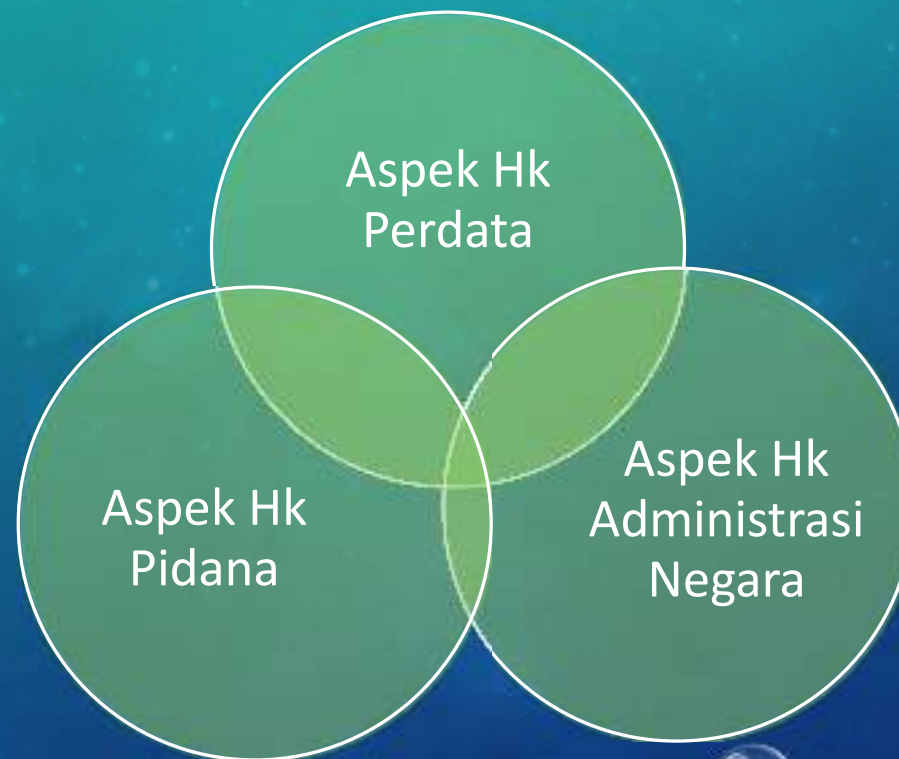 Aspek Hk
Perdata
Aspek Hk
Pidana
Aspek Hk
Administrasi
Negara